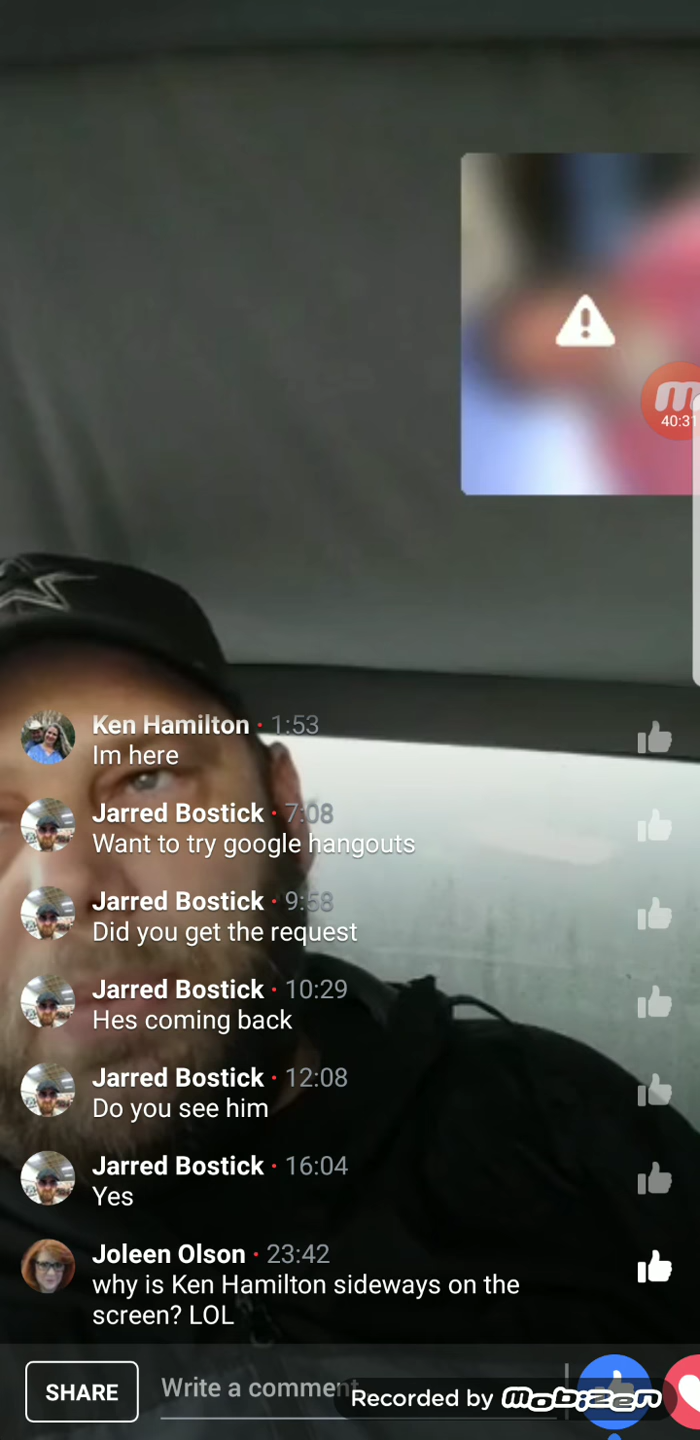 40:31
Ken Hamilton · 1:53
Im here
Jarred Bostick · 7:08
Want to try google hangouts
Jarred Bostick · 9:58
Did you get the request
Jarred Bostick · 10:29
Hes coming back
Jarred Bostick · 12:08
Do you see him
Jarred Bostick · 16:04
Yes
Joleen Olson · 23:42
why is Ken Hamilton sideways on the
screen? LOL
SHARE
Write a comment
Recorded by mobizen